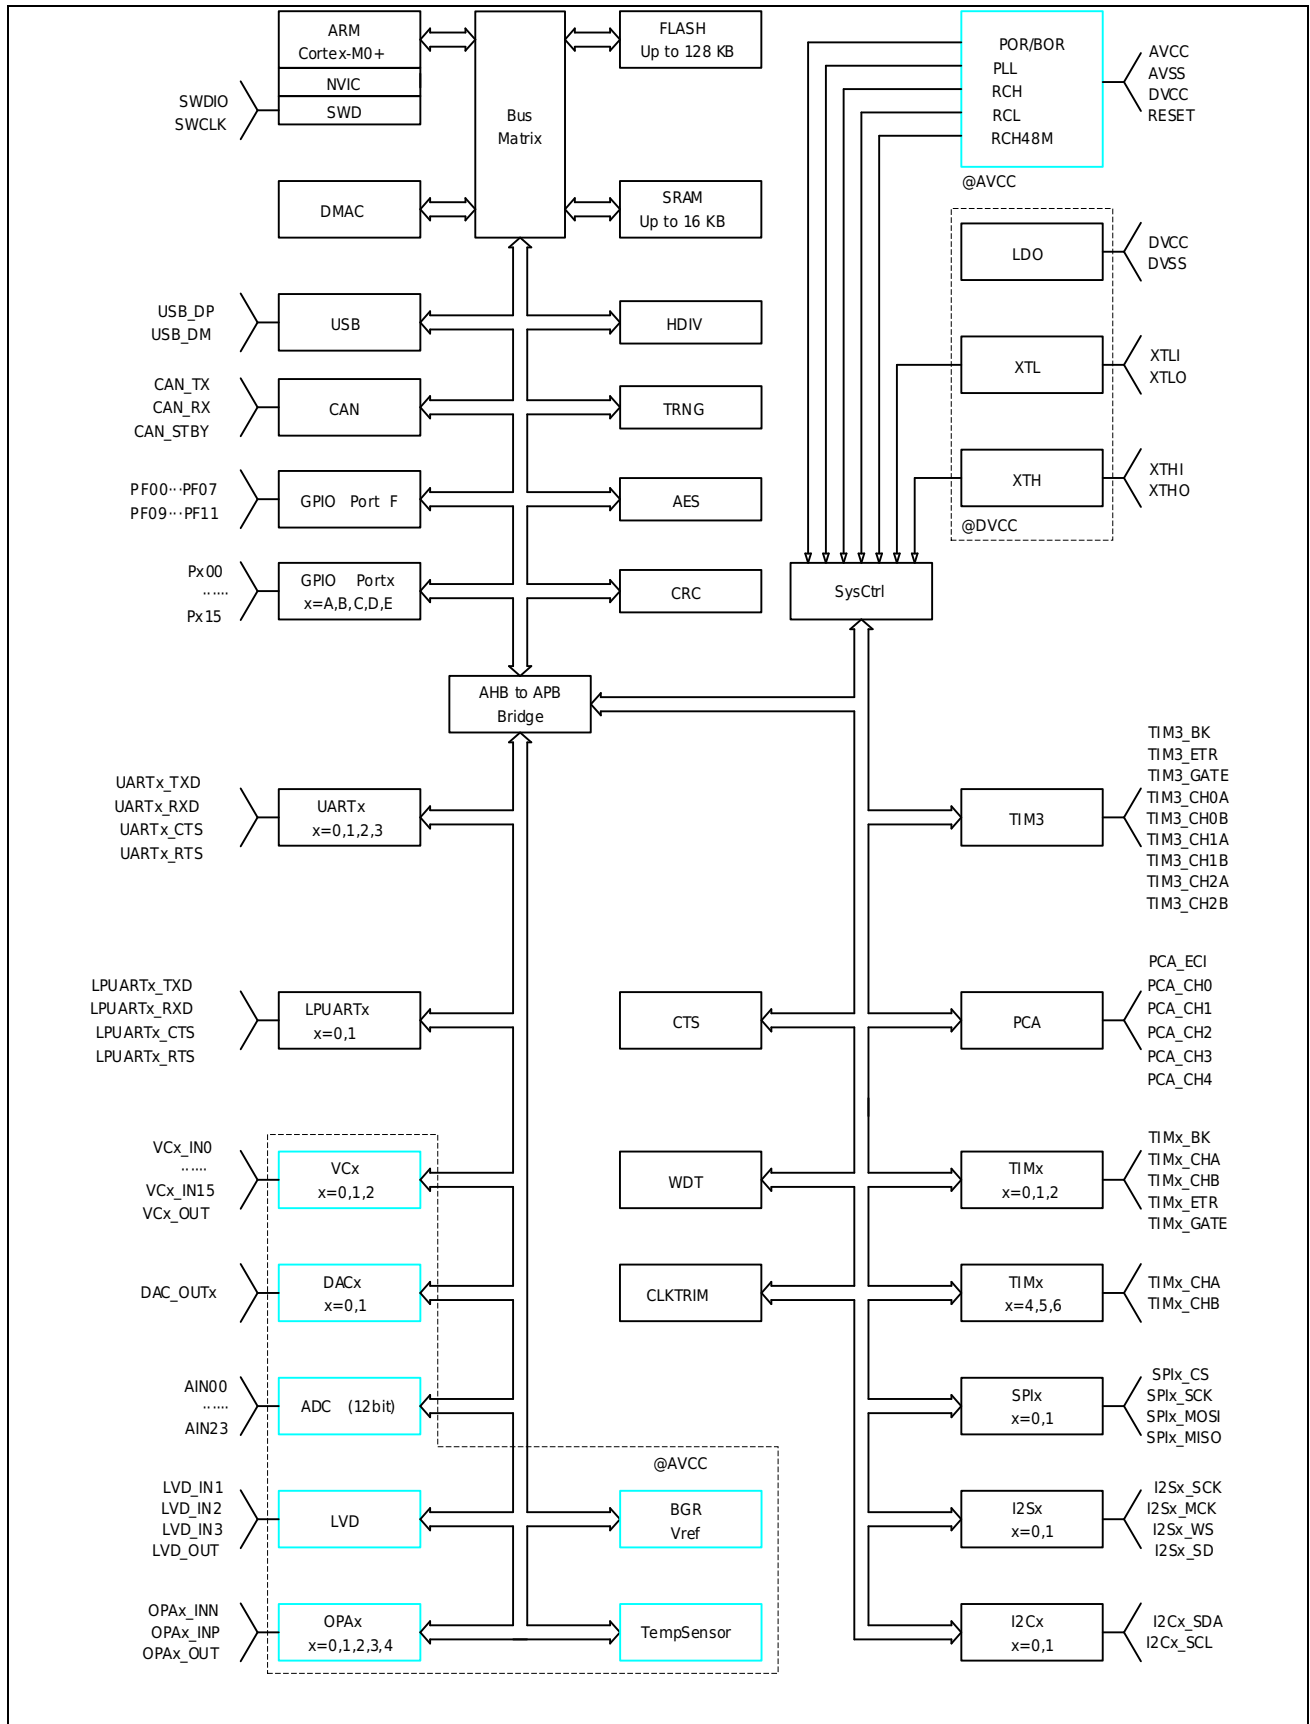 ARM
Cortex-M0+
NVIC
SWD
SWDIO
SWCLK
Bus
Matrix
FLASH
Up to 128 KB
DMAC
SRAM
Up to 16 KB
POR/BOR
PLL
RCH
RCL
RCH48M
@AVCC
AVCC
AVSS
DVCC
RESET
LDO
DVCC
DVSS
XTL
XTLI
XTLO
XTH
XTHI
XTHO
@DVCC
USB_DP
USB_DM
USB
HDIV
CAN_TX
CAN_RX
CAN_STBY
CAN
TRNG
PF00···PF07
PF09···PF11
GPIO Port F
AES
Px00
······
Px15
GPIO Portx
x=A,B,C,D,E
CRC
SysCtrl
AHB to APB
Bridge
UARTx_TXD
UARTx_RXD
UARTx_CTS
UARTx_RTS
UARTx
x=0,1,2,3
TIM3
TIM3_BK
TIM3_ETR
TIM3_GATE
TIM3_CH0A
TIM3_CH0B
TIM3_CH1A
TIM3_CH1B
TIM3_CH2A
TIM3_CH2B
LPUARTx_TXD
LPUARTx_RXD
LPUARTx_CTS
LPUARTx_RTS
LPUARTx
x=0,1
CTS
PCA
PCA_ECI
PCA_CH0
PCA_CH1
PCA_CH2
PCA_CH3
PCA_CH4
VCx_IN0
······
VCx_IN15
VCx_OUT
VCx
x=0,1,2
WDT
TIMx
x=0,1,2
TIMx_BK
TIMx_CHA
TIMx_CHB
TIMx_ETR
TIMx_GATE
DAC_OUTx
DACx
x=0,1
CLKTRIM
TIMx
x=4,5,6
TIMx_CHA
TIMx_CHB
AIN00
······
AIN23
ADC (12bit)
SPIx
x=0,1
SPIx_CS
SPIx_SCK
SPIx_MOSI
SPIx_MISO
@AVCC
LVD_IN1
LVD_IN2
LVD_IN3
LVD_OUT
LVD
BGR
Vref
I2Sx
x=0,1
I2Sx_SCK
I2Sx_MCK
I2Sx_WS
I2Sx_SD
OPAx_INN
OPAx_INP
OPAx_OUT
OPAx
x=0,1,2,3,4
TempSensor
I2Cx
x=0,1
I2Cx_SDA
I2Cx_SCL